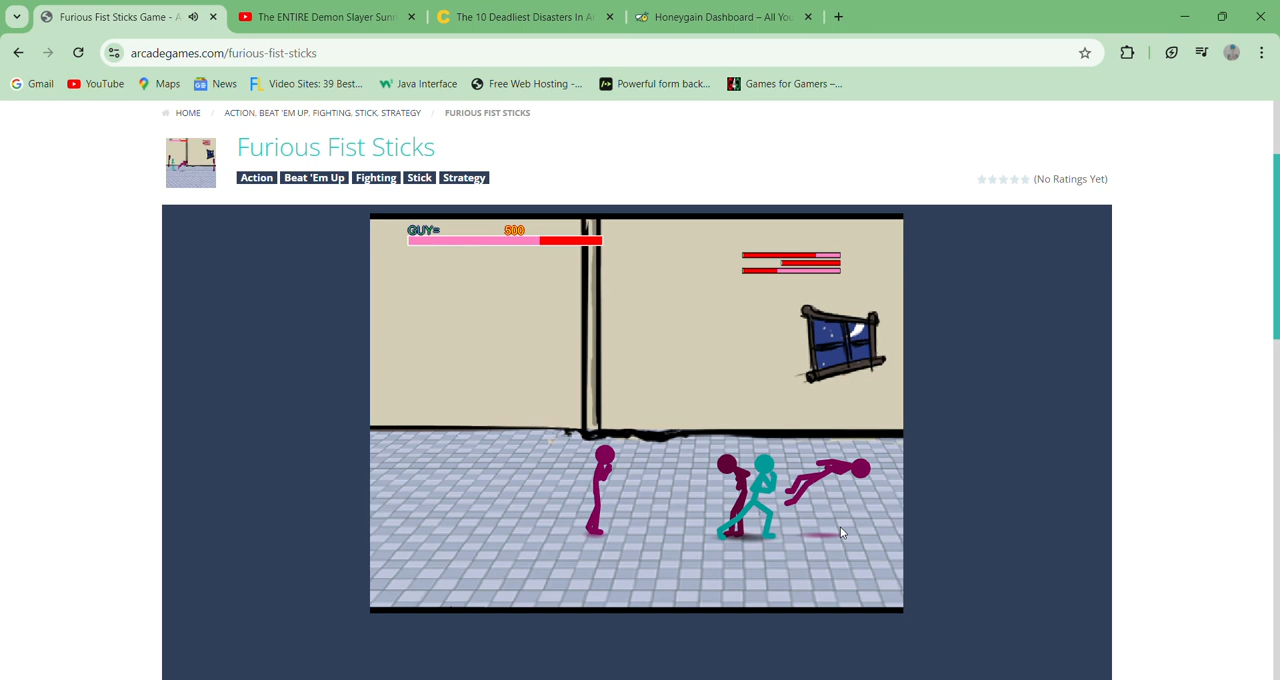 Furious Fist Sticks Game - A
The ENTIRE Demon Slayer Sunr
The 10 Deadliest Disasters In A
Honeygain Dashboard – All You
arcadegames.com/furious-fist-sticks
Gmail
YouTube
Maps
News
Video Sites: 39 Best...
Java Interface
Free Web Hosting -...
Powerful form back...
Games for Gamers –...
HOME / ACTION, BEAT 'EM UP, FIGHTING, STICK, STRATEGY / FURIOUS FIST STICKS
Furious Fist Sticks
Action Beat 'Em Up Fighting Stick Strategy
(No Ratings Yet)
GUY= 500